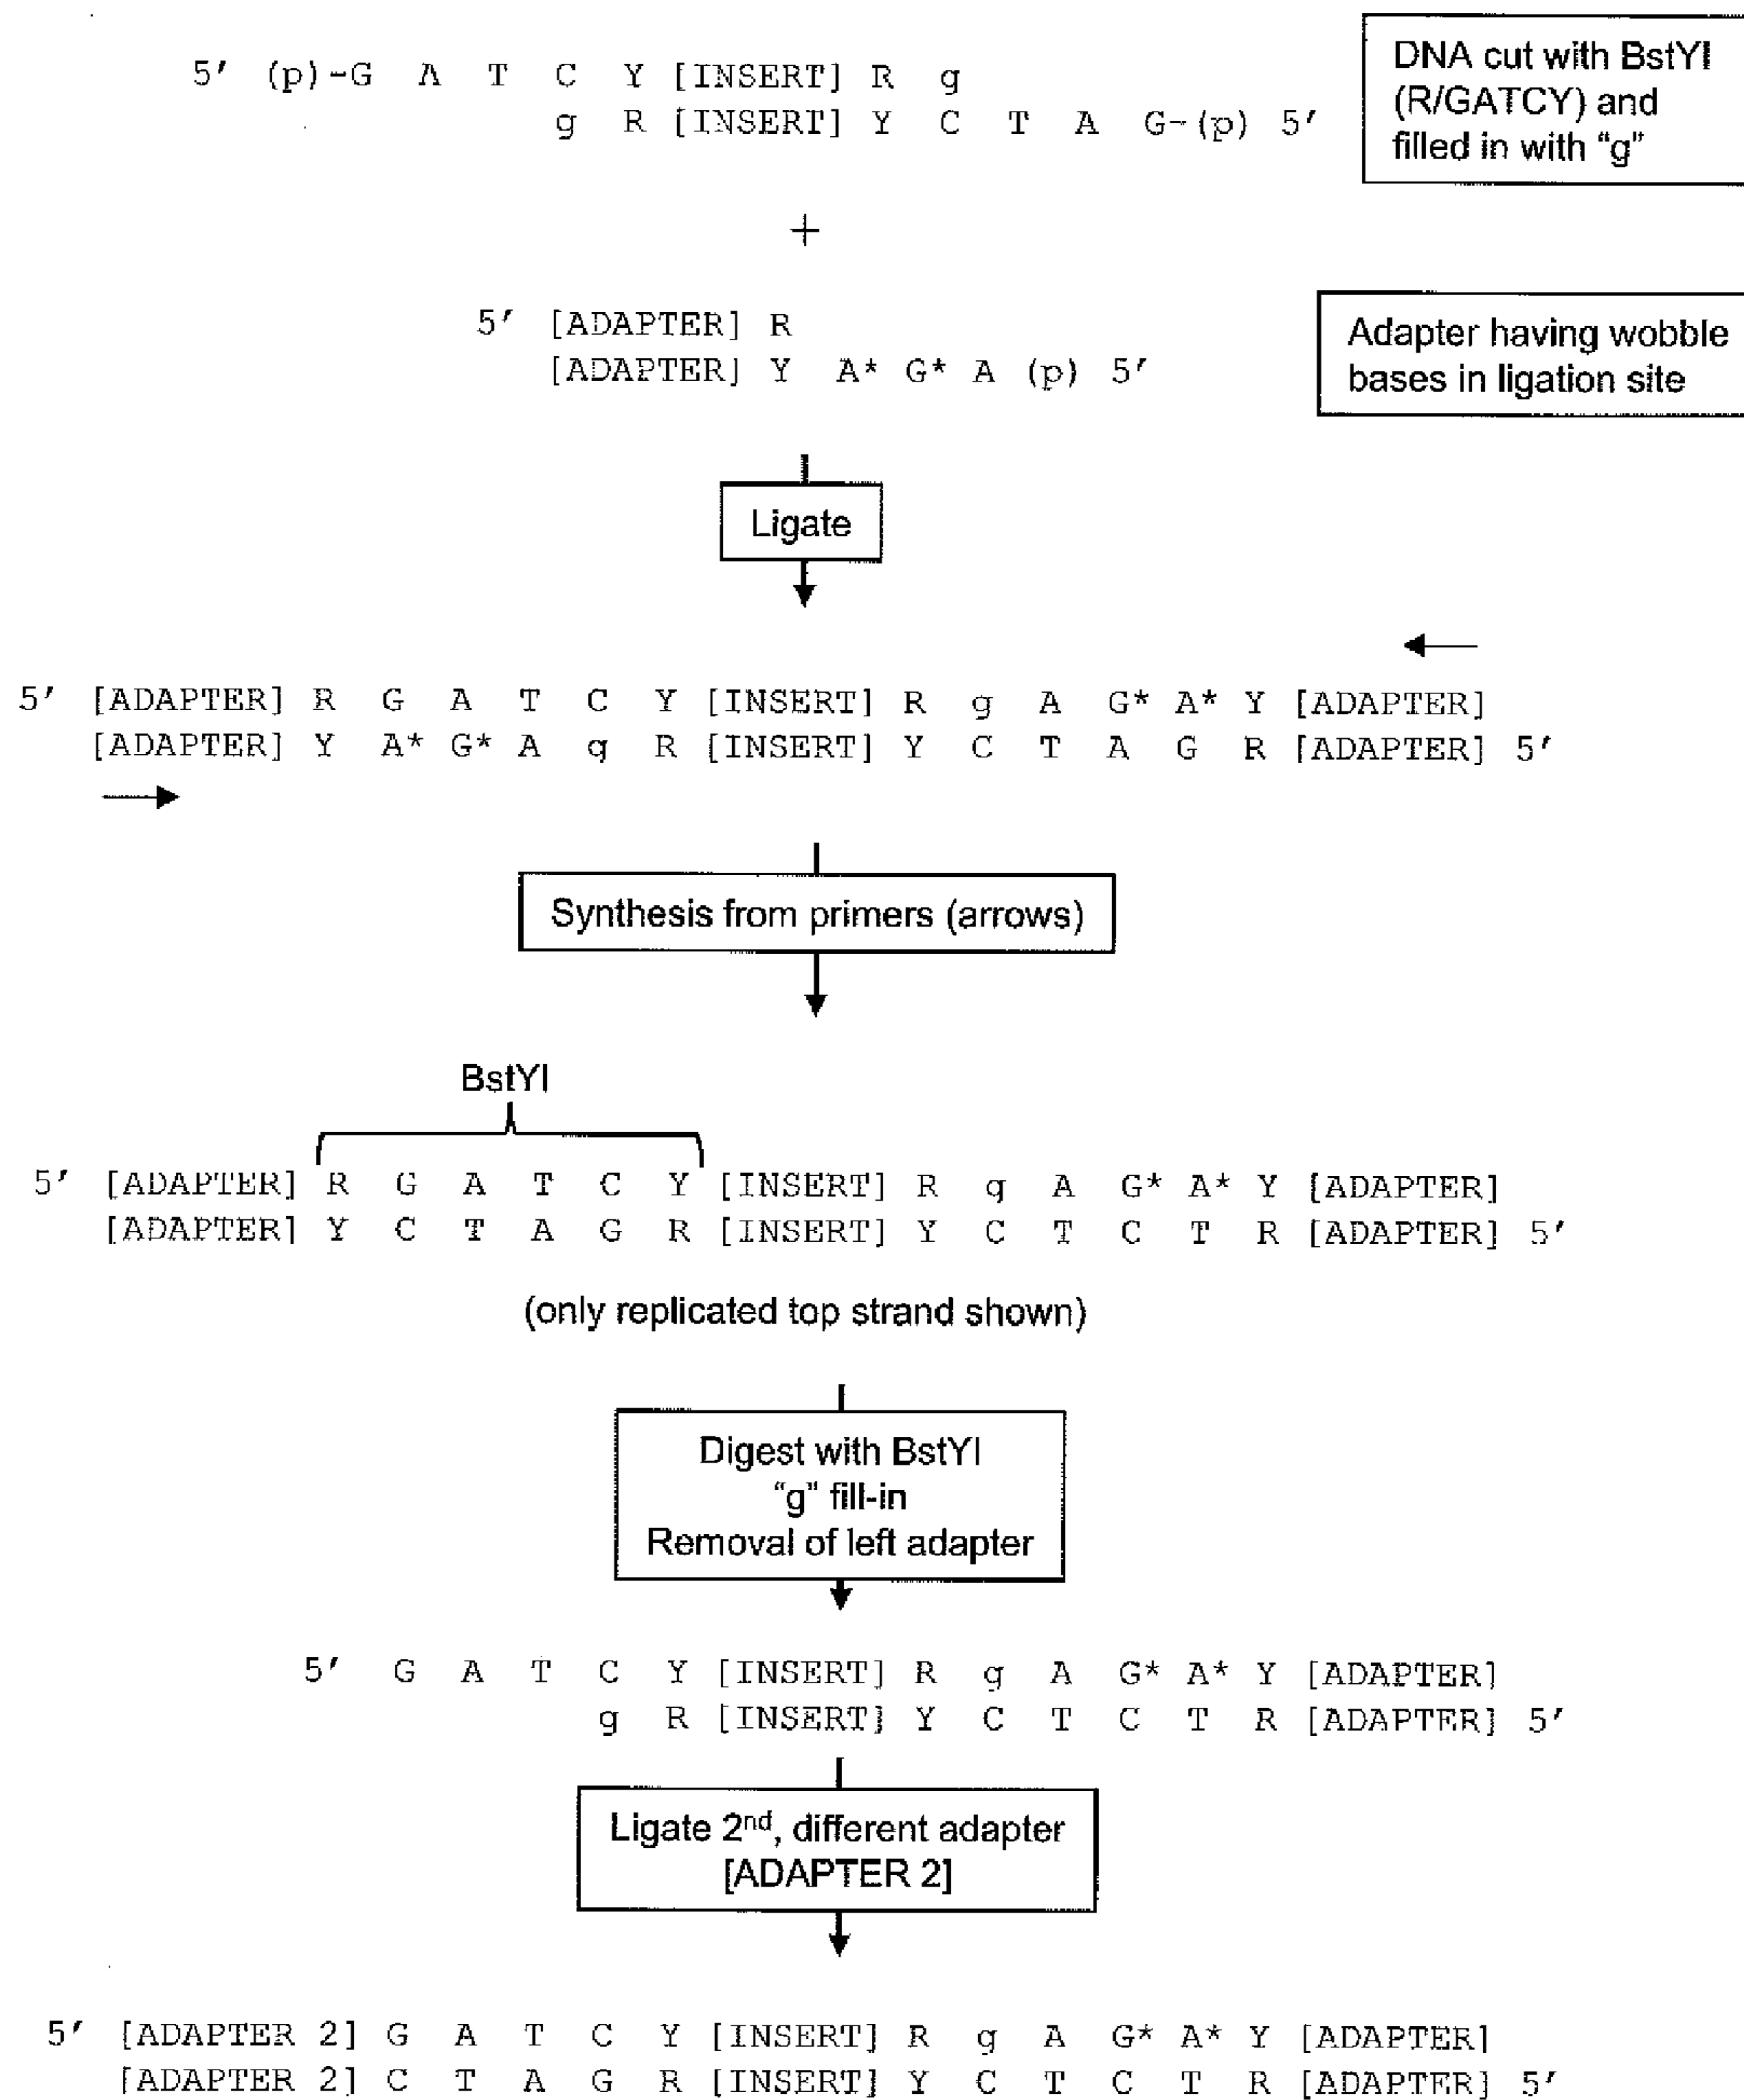 5' (p)-G A T C Y [INSERT] R g
g R [INSERT] Y C T A G-(p) 5'
DNA cut with BstYI
(R/GATCY) and
filled in with "g"
+
5' [ADAPTER] R
[ADAPTER] Y A* G* A (p) 5'
Adapter having wobble
bases in ligation site
Ligate
5' [ADAPTER] R G A T C Y [INSERT] R g A G* A* Y [ADAPTER]
[ADAPTER] Y A* G* A g R [INSERT] Y C T A G R [ADAPTER] 5'
Synthesis from primers (arrows)
BstYI
5' [ADAPTER] R G A T C Y [INSERT] R g A G* A* Y [ADAPTER]
[ADAPTER] Y C T A G R [INSERT] Y C T C T R [ADAPTER] 5'
(only replicated top strand shown)
Digest with BstYI
"g" fill-in
Removal of left adapter
5' G A T C Y [INSERT] R g A G* A* Y [ADAPTER]
g R [INSERT] Y C T C T R [ADAPTER] 5'
Ligate 2nd, different adapter
[ADAPTER 2]
5' [ADAPTER 2] G A T C Y [INSERT] R g A G* A* Y [ADAPTER]
[ADAPTER 2] C T A G R [INSERT] Y C T C T R [ADAPTER] 5'